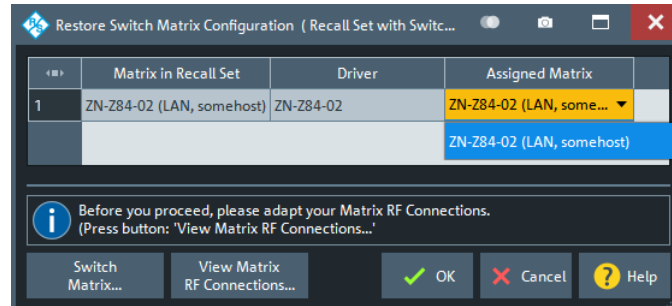 Restore Switch Matrix Configuration ( Recall Set with Switc...
Matrix in Recall Set Driver Assigned Matrix
1 ZN-Z84-02 (LAN, somehost) ZN-Z84-02 ZN-Z84-02 (LAN, some...
ZN-Z84-02 (LAN, somehost)
Before you proceed, please adapt your Matrix RF Connections.
(Press button: 'View Matrix RF Connections...'
Switch
Matrix...
View Matrix
RF Connections...
OK
Cancel
? Help